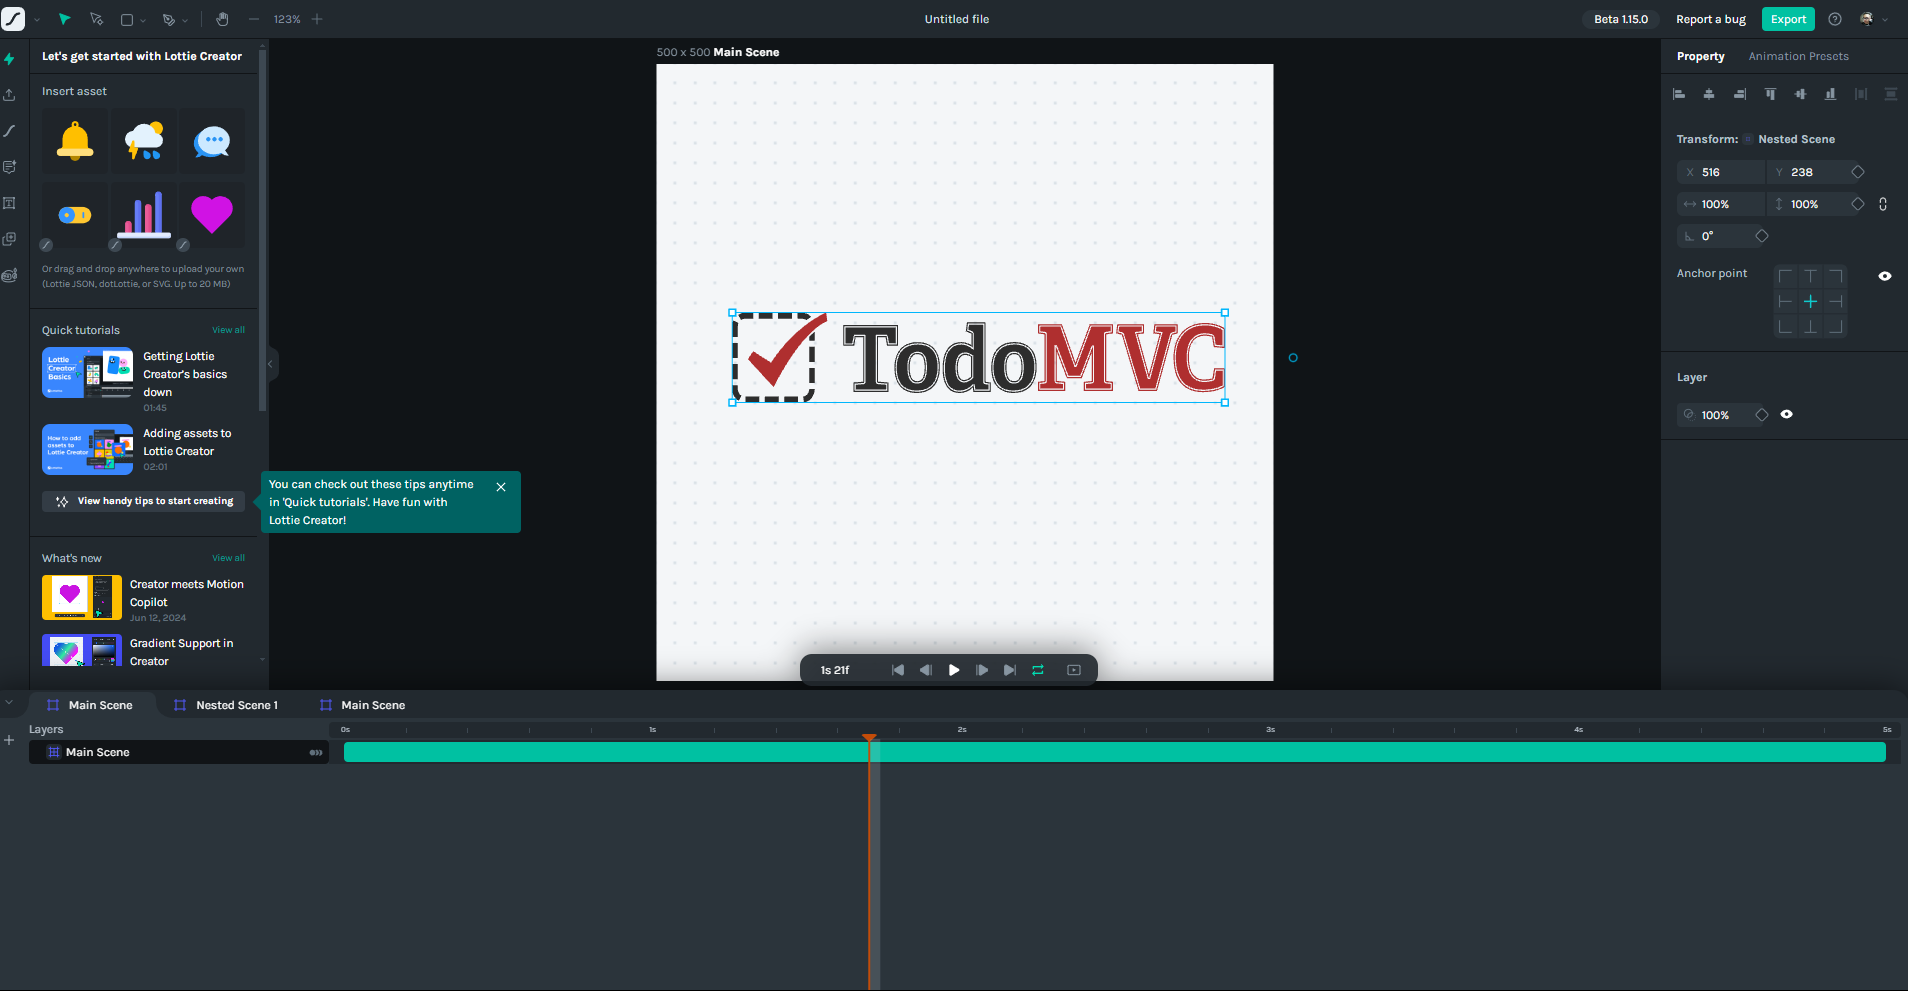 123%
Untitled file
Beta 1.15.0
Report a bug
Export
Let's get started with Lottie Creator
500 x 500 Main Scene
Property
Animation Presets
Insert asset
Transform:
Nested Scene
X 516
Y 238
100%
100%
0°
Or drag and drop anywhere to upload your own
(Lottie JSON, dotLottie, or SVG. Up to 20 MB)
Anchor point
Quick tutorials
View all
Lottie
Creator
Basics
Getting Lottie
Creator's basics
down
01:45
TodoMVC
Layer
100%
How to add
assets to
Lottie Creator
Adding assets to
Lottie Creator
02:01
View handy tips to start creating
You can check out these tips anytime
in 'Quick tutorials'. Have fun with
Lottie Creator!
What's new
View all
Creator meets Motion
Copilot
Jun 12, 2024
Gradient Support in
Creator
1s 21f
Main Scene
Nested Scene 1
Main Scene
Layers
0s
1s
2s
3s
4s
5s
Main Scene